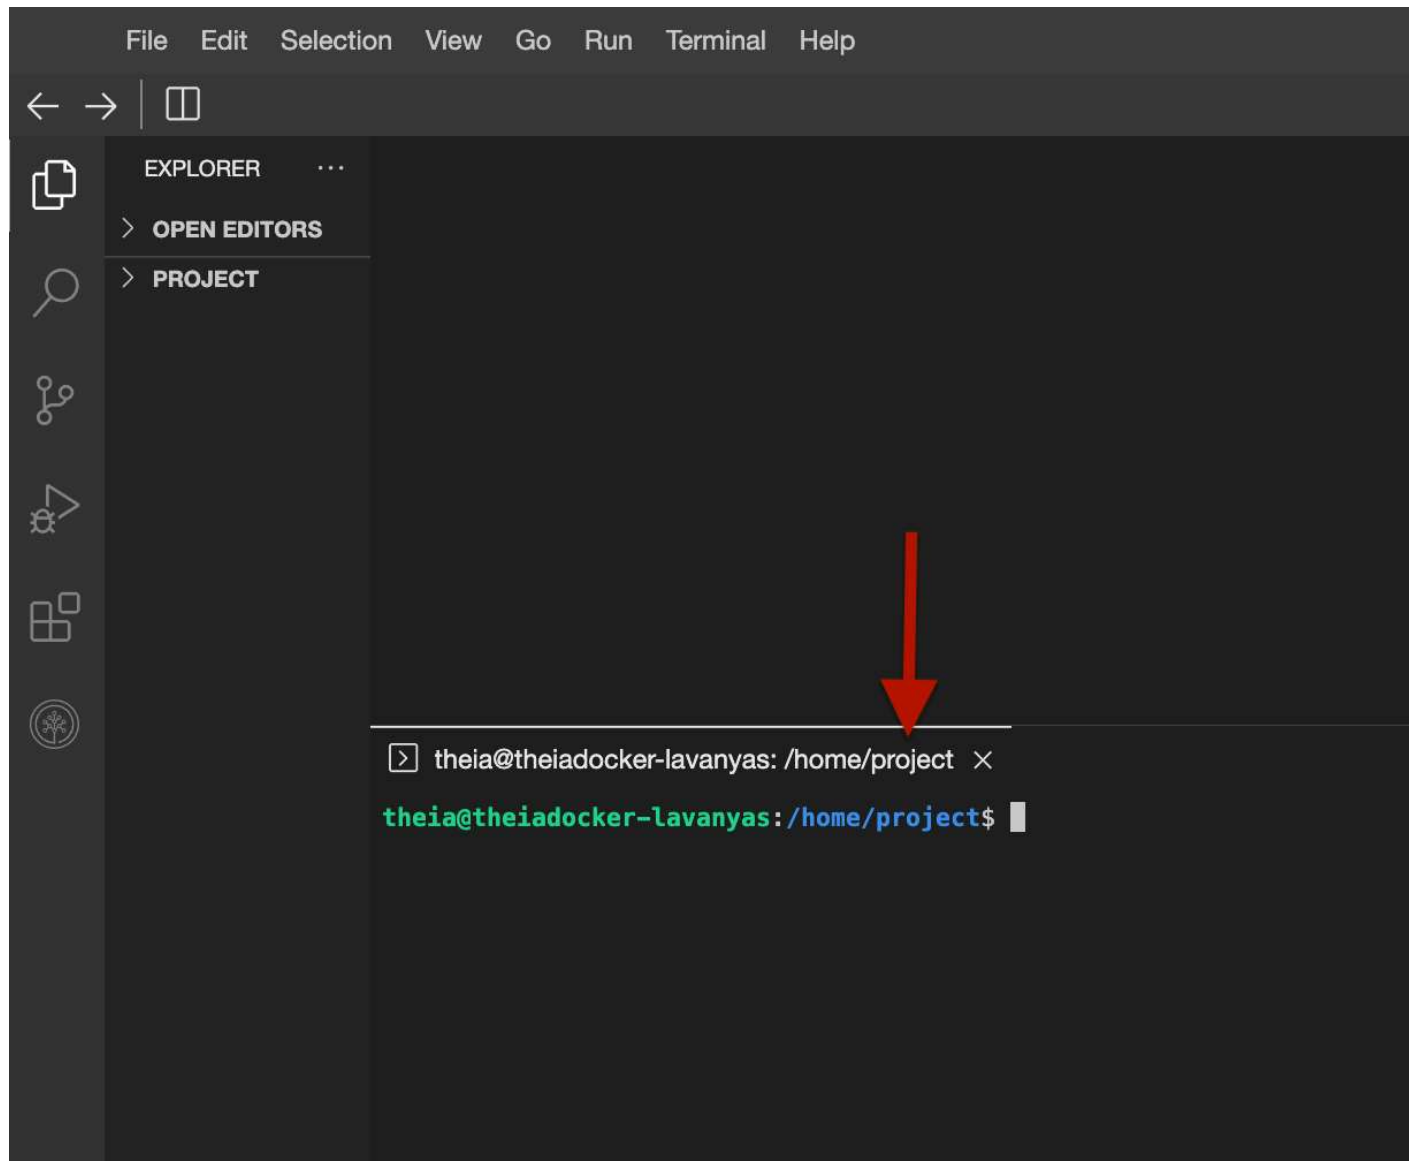 File Edit Selection View Go Run Terminal Help
EXPLORER ...
OPEN EDITORS
PROJECT
theia@theiadocker-lavanyas: /home/project
theia@theiadocker-lavanyas:/home/project$